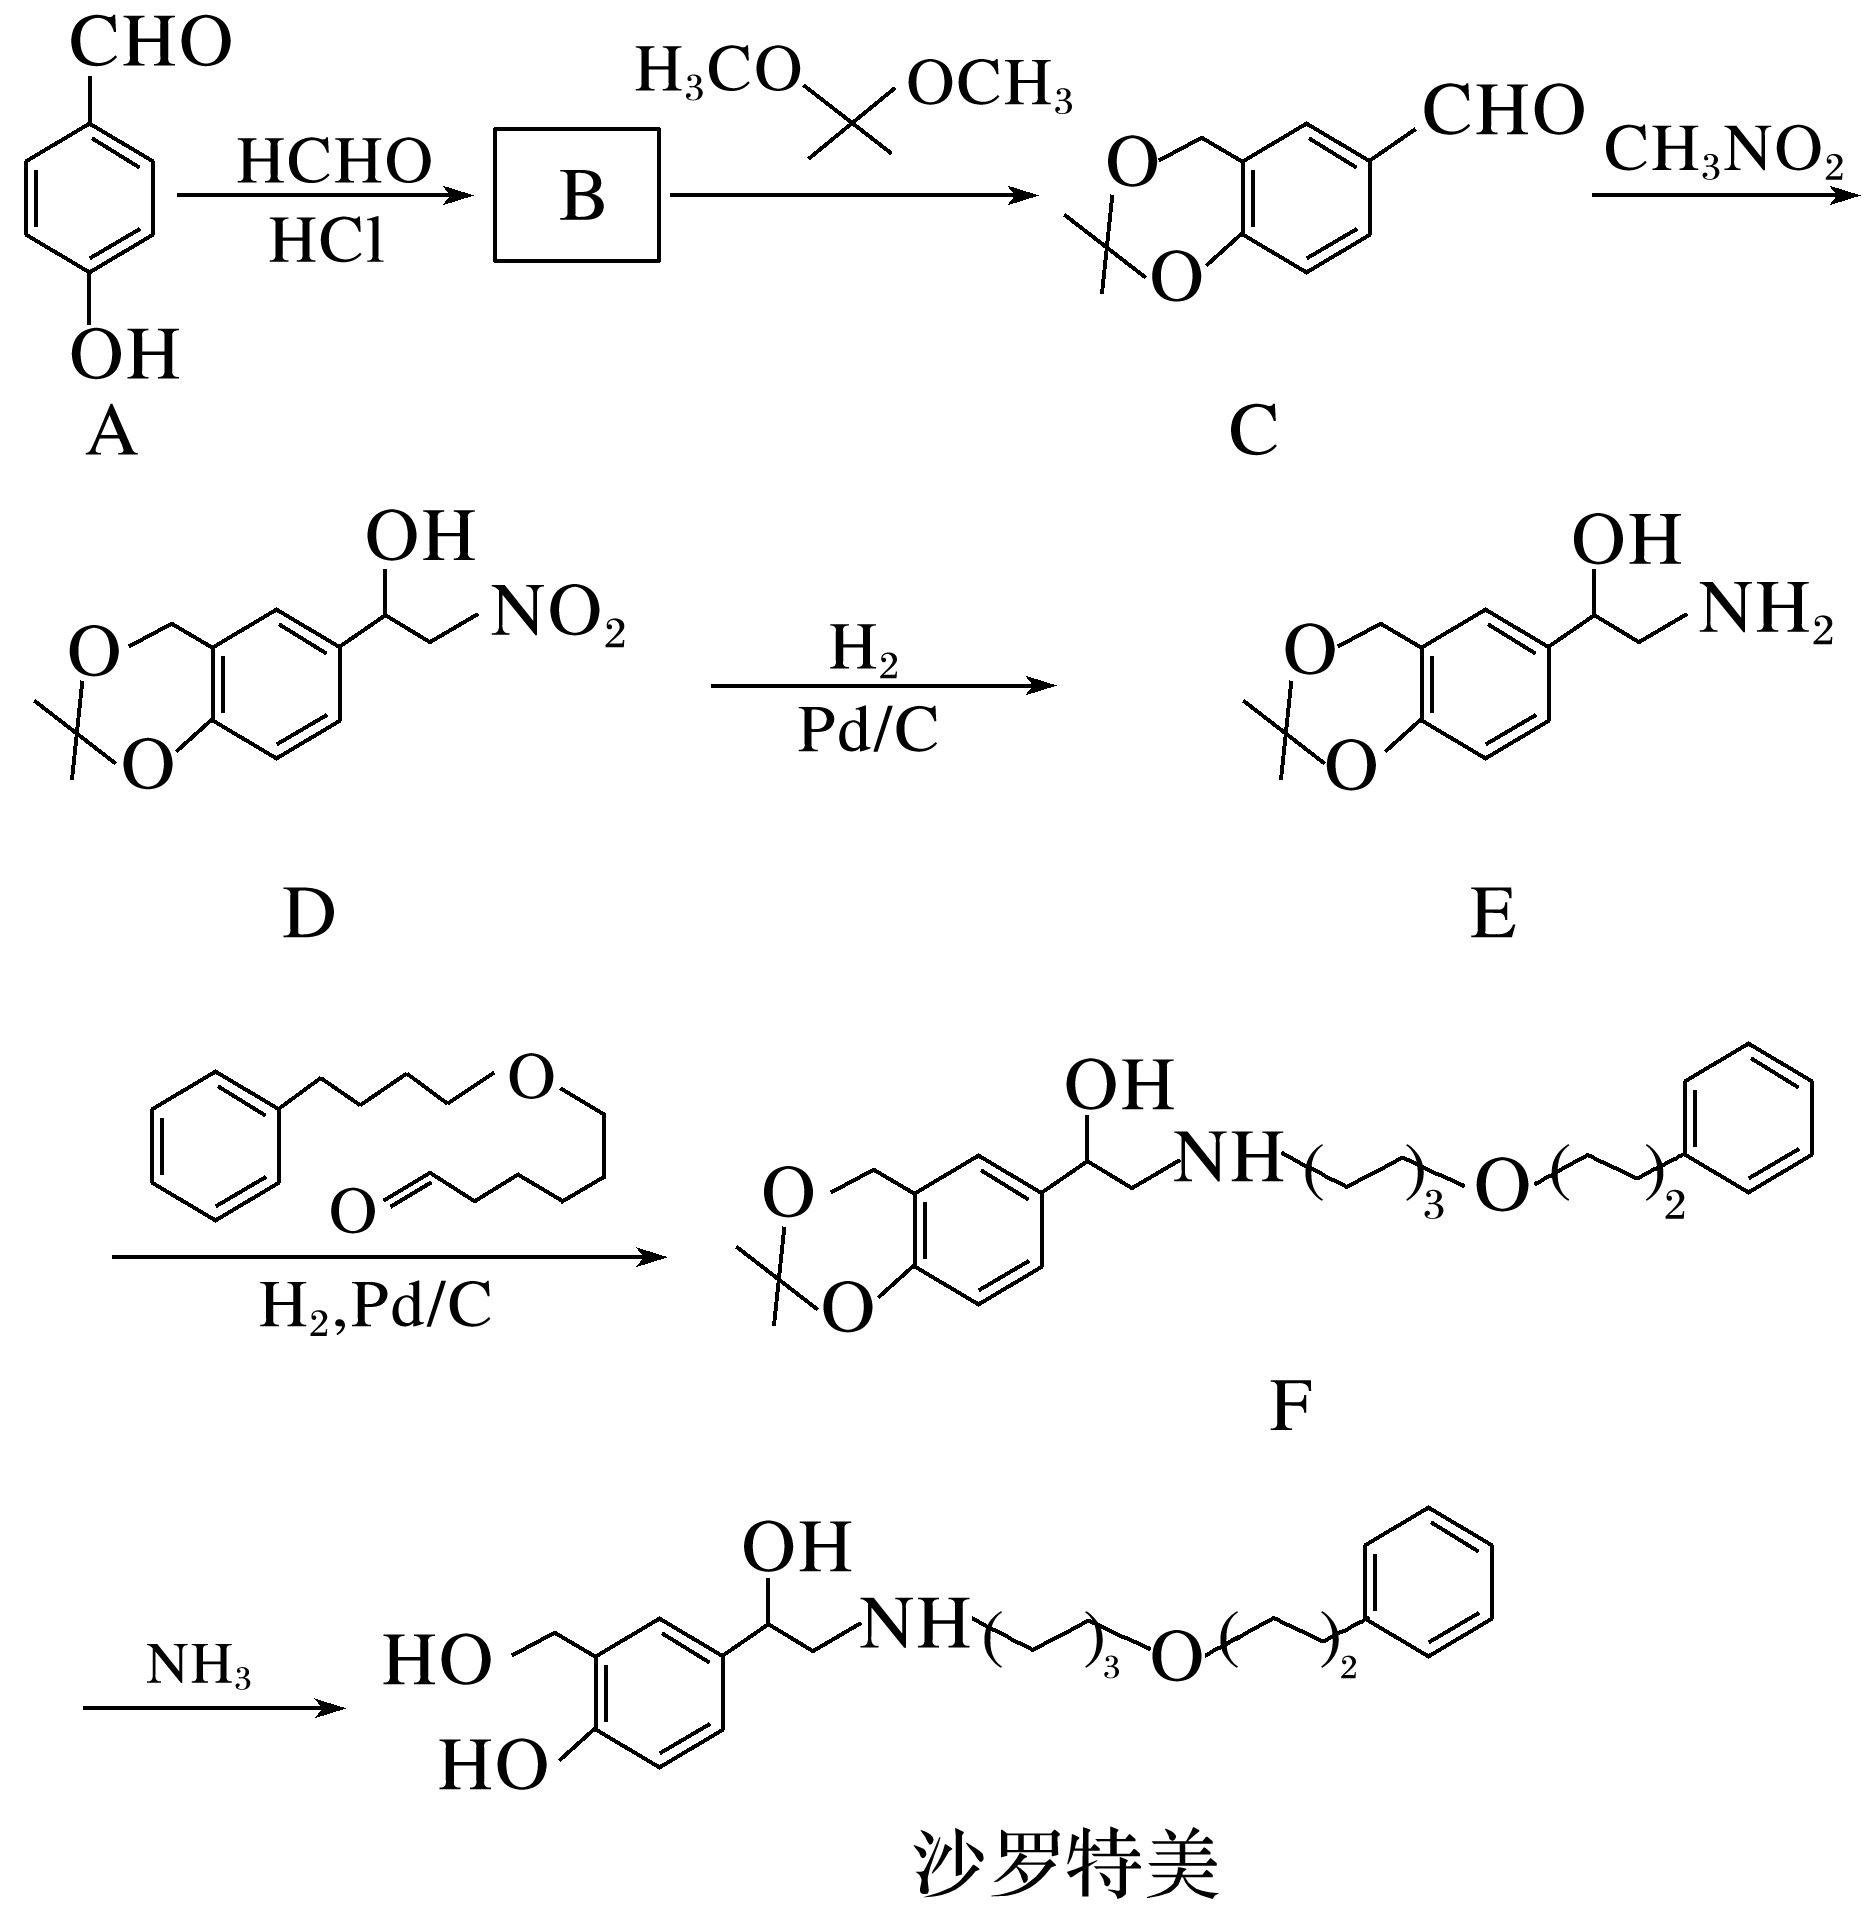 CHO
OH
A
HCHO
HCl
B
H₃CO OCH₃
O
O
CHO
C
CH₃NO₂
OH
NO₂
O
O
D
H₂
Pd/C
OH
NH₂
O
O
E
O
O
H₂,Pd/C
OH
NH ( )₃ O ( )₂
O
O
F
NH₃
OH
HO NH ( )₃ O ( )₂
HO
沙罗特美